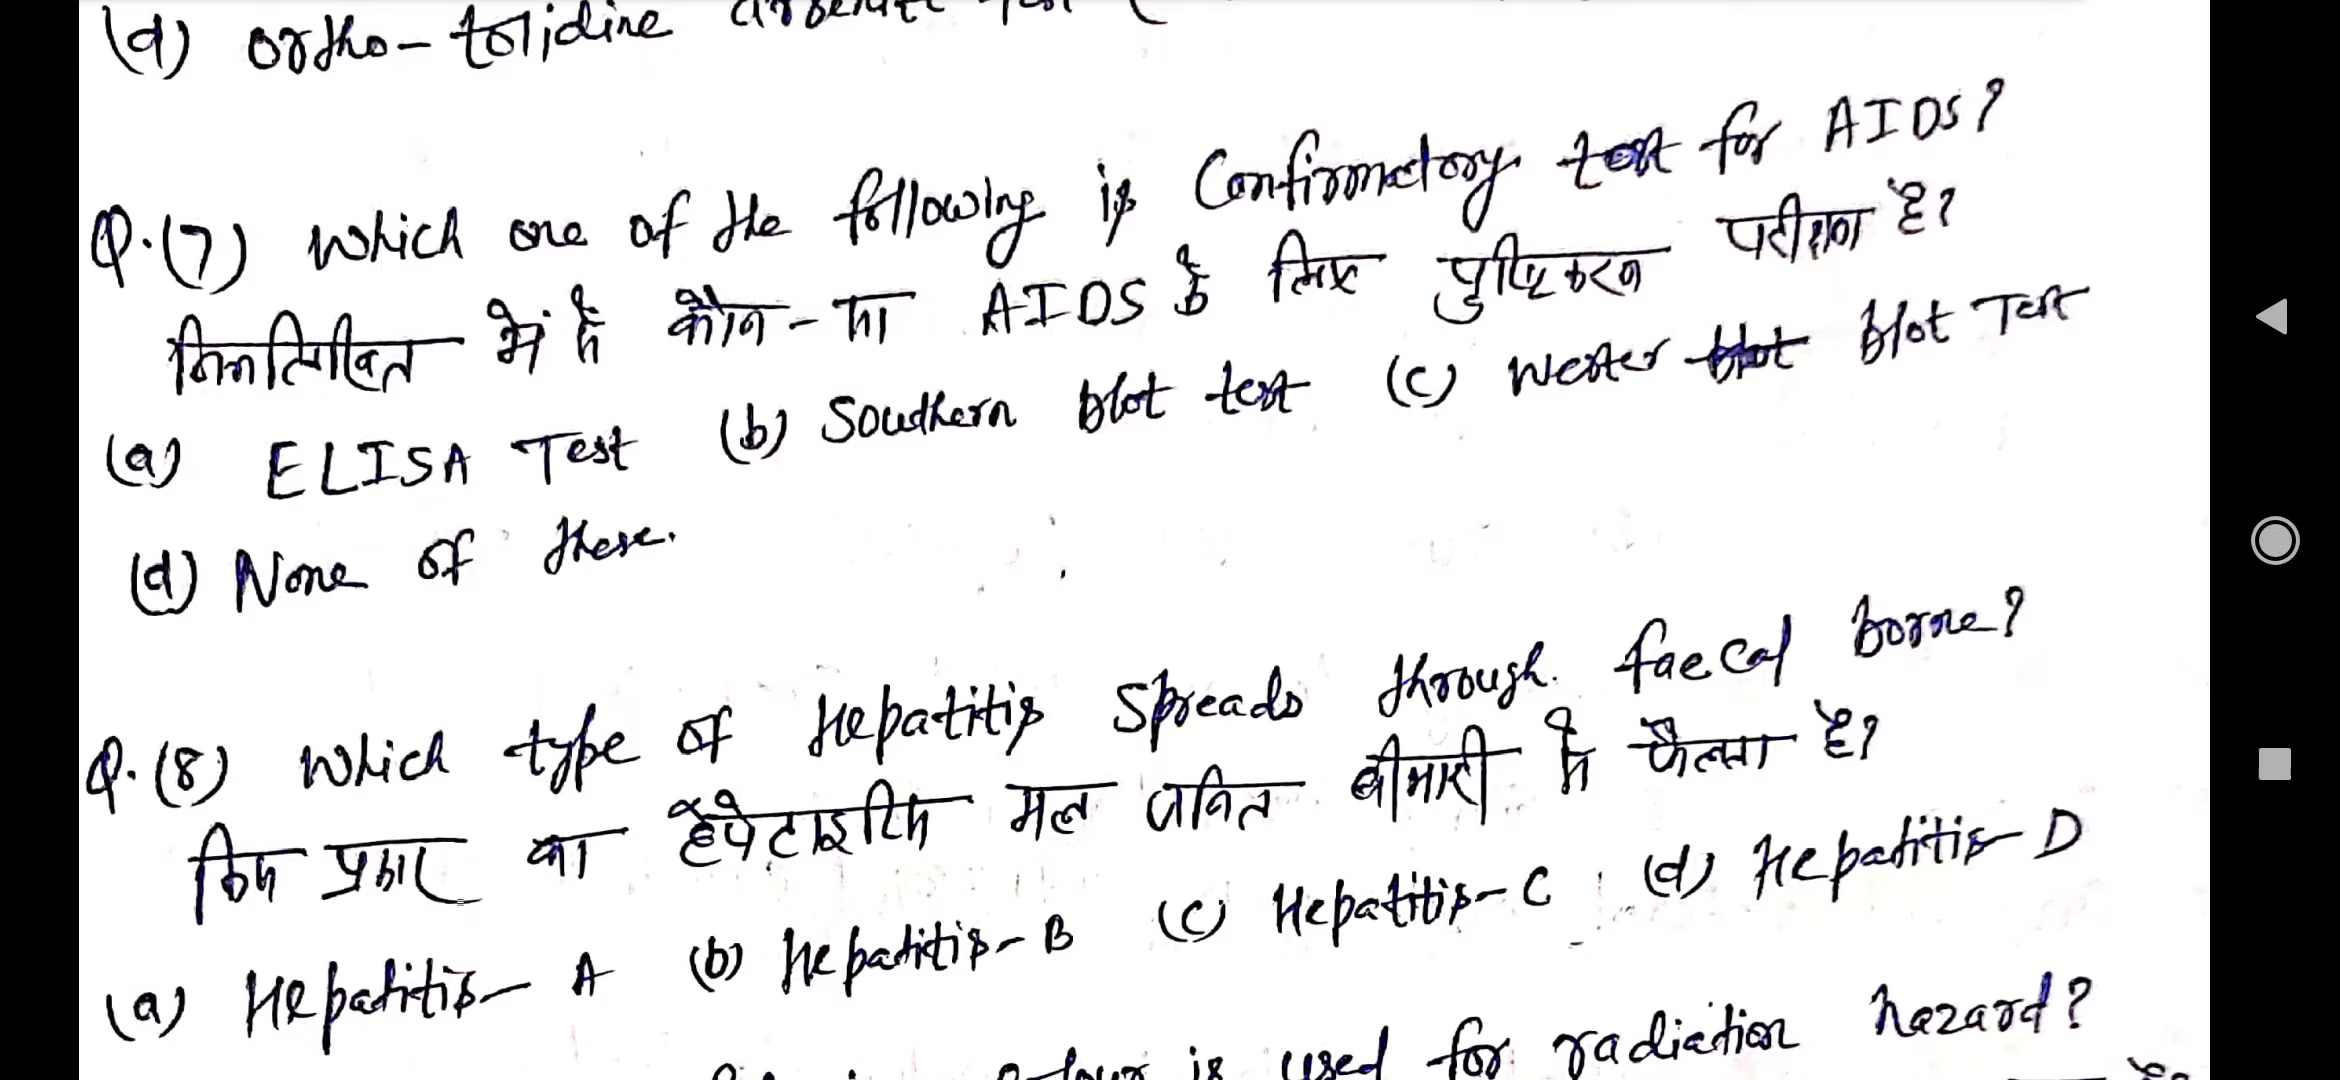 (d) ortho-tolidine
Q.(7) Which one of the following is Confirmatory test for AIDS?
निम्नलिखित में से कौन-सा AIDS के लिए पुष्टिकरण परीक्षण है?
(a) ELISA Test (b) Southern blot test (c) Wester blot blot Test
(d) None of these.
Q.(8) Which type of Hepatitis Spreads through. faecal borne?
किस प्रकार का हैपेटाइटिस मल जनित बीमारी से फैलता है?
(a) Hepatitis-A (b) Hepatitis-B (c) Hepatitis-C (d) Hepatitis-D
is used for radiation hazard?